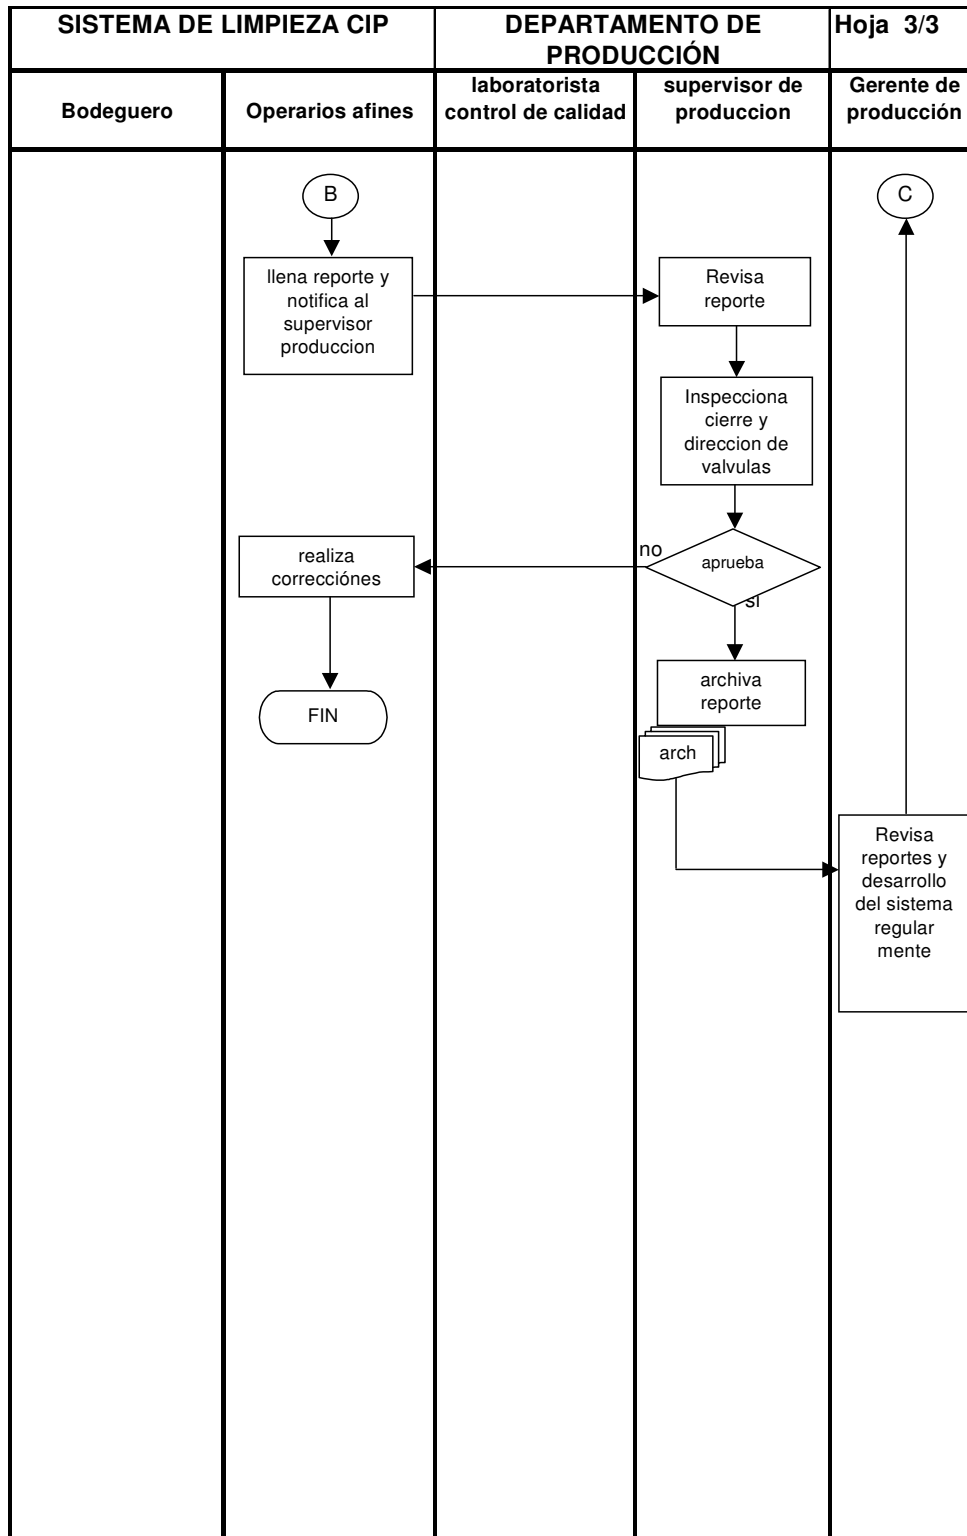 SISTEMA DE LIMPIEZA CIP
DEPARTAMENTO DE
PRODUCCIÓN
Hoja 3/3
Bodeguero
Operarios afines
laboratorista
control de calidad
supervisor de
produccion
Gerente de
producción
B
C
llena reporte y
notifica al
supervisor
produccion
Revisa
reporte
Inspecciona
cierre y
direccion de
valvulas
realiza
correcciónes
no
aprueba
si
FIN
archiva
reporte
arch
Revisa
reportes y
desarrollo
del sistema
regular
mente